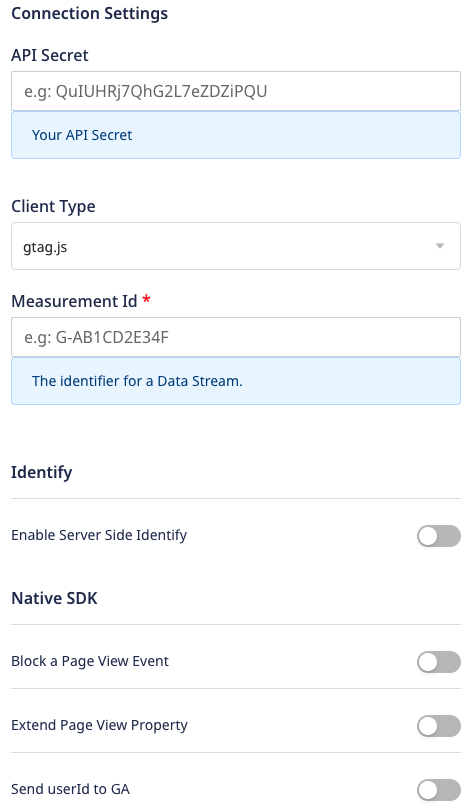 Connection Settings
API Secret
e.g: QuIUHRj7QhG2L7eZDZiPQU
Your API Secret
Client Type
gtag.js
Measurement Id *
e.g: G-AB1CD2E34F
The identifier for a Data Stream.
Identify
Enable Server Side Identify
Native SDK
Block a Page View Event
Extend Page View Property
Send userId to GA